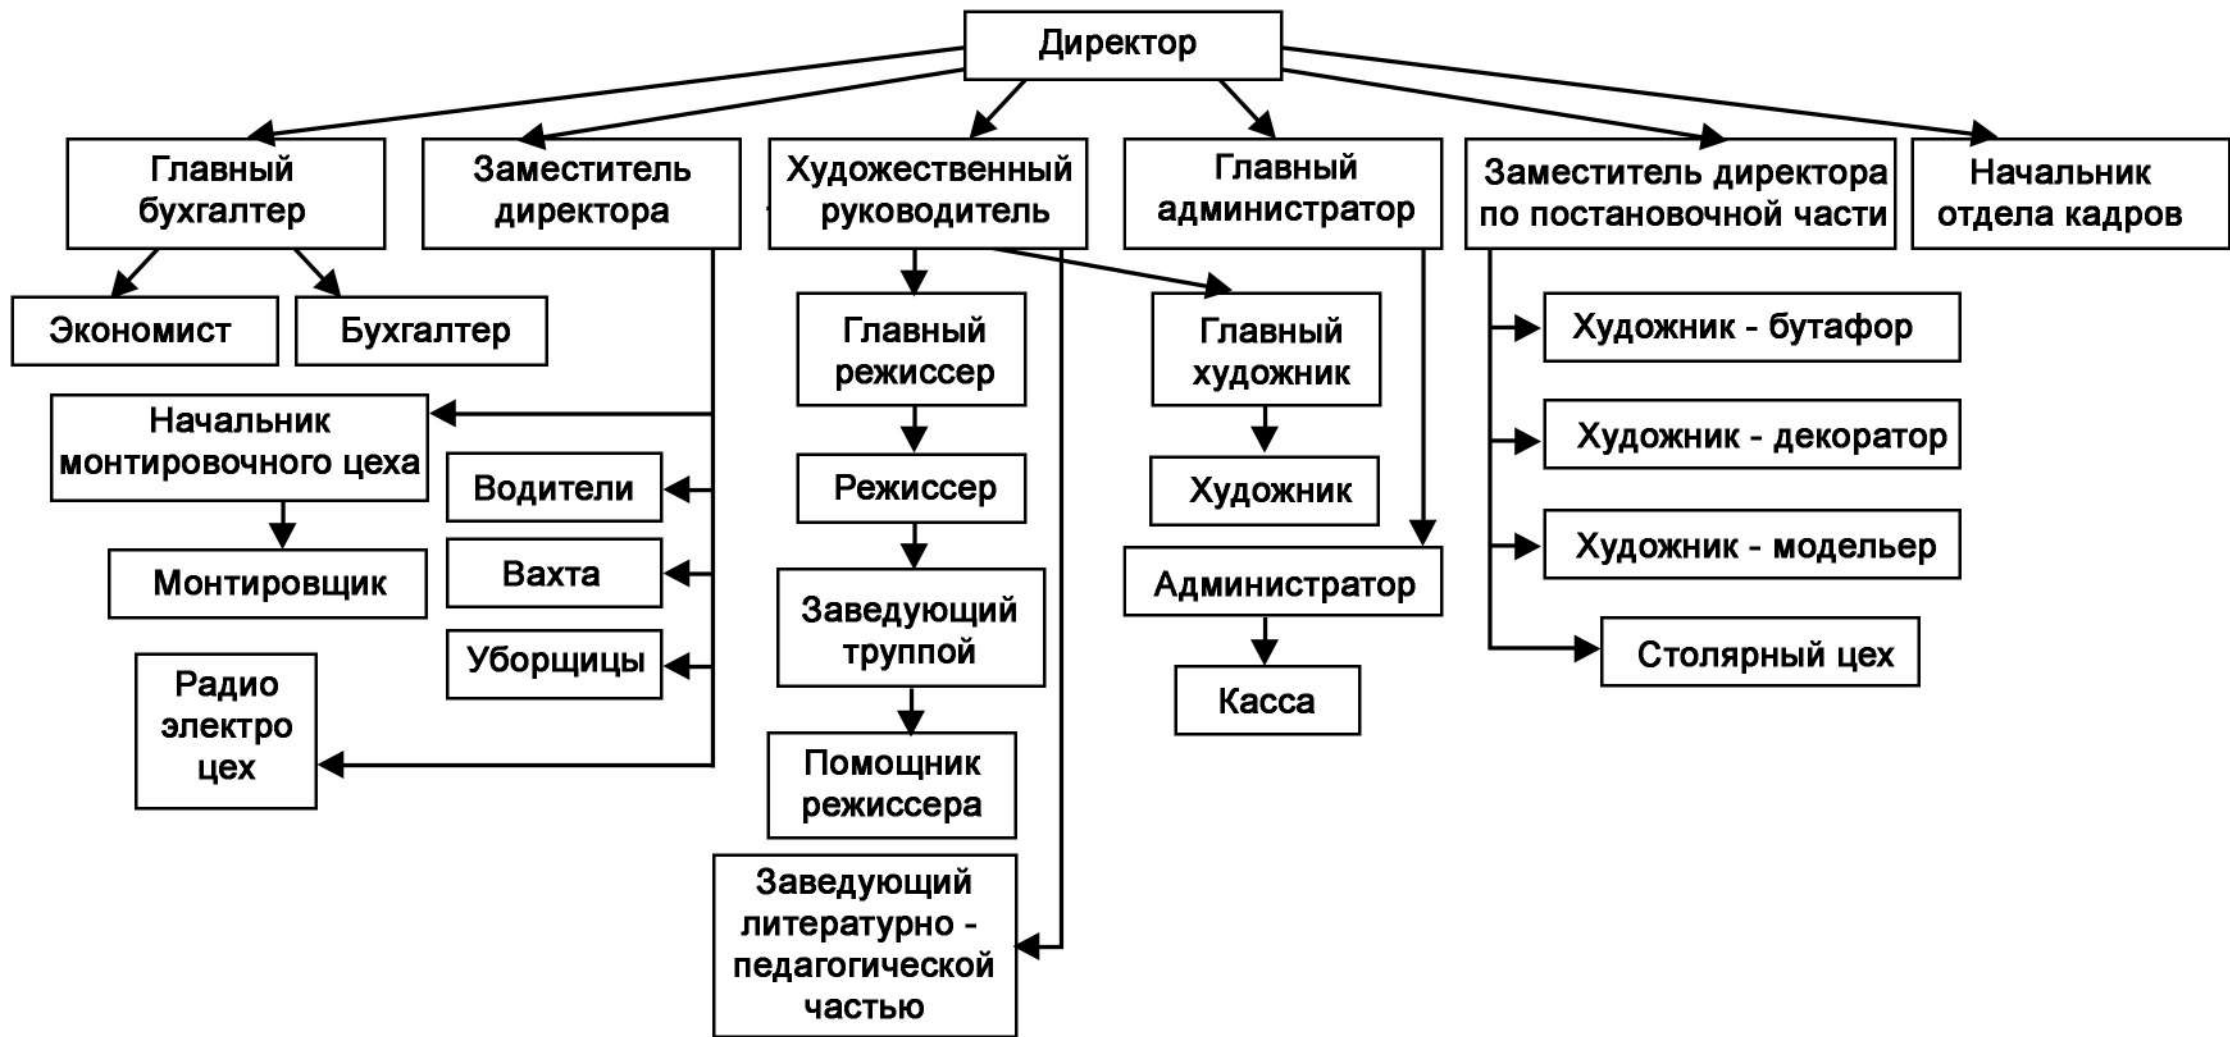 Директор
Главный
бухгалтер
Заместитель
директора
Художественный
руководитель
Главный
администратор
Заместитель директора
по постановочной части
Начальник
отдела кадров
Экономист
Бухгалтер
Начальник
монтировочного цеха
Монтировщик
Водители
Вахта
Уборщицы
Радио
электро
цех
Главный
режиссер
Режиссер
Заведующий
труппой
Помощник
режиссера
Заведующий
литературно -
педагогической
частью
Главный
художник
Художник
Администратор
Касса
Художник - бутафор
Художник - декоратор
Художник - модельер
Столярный цех